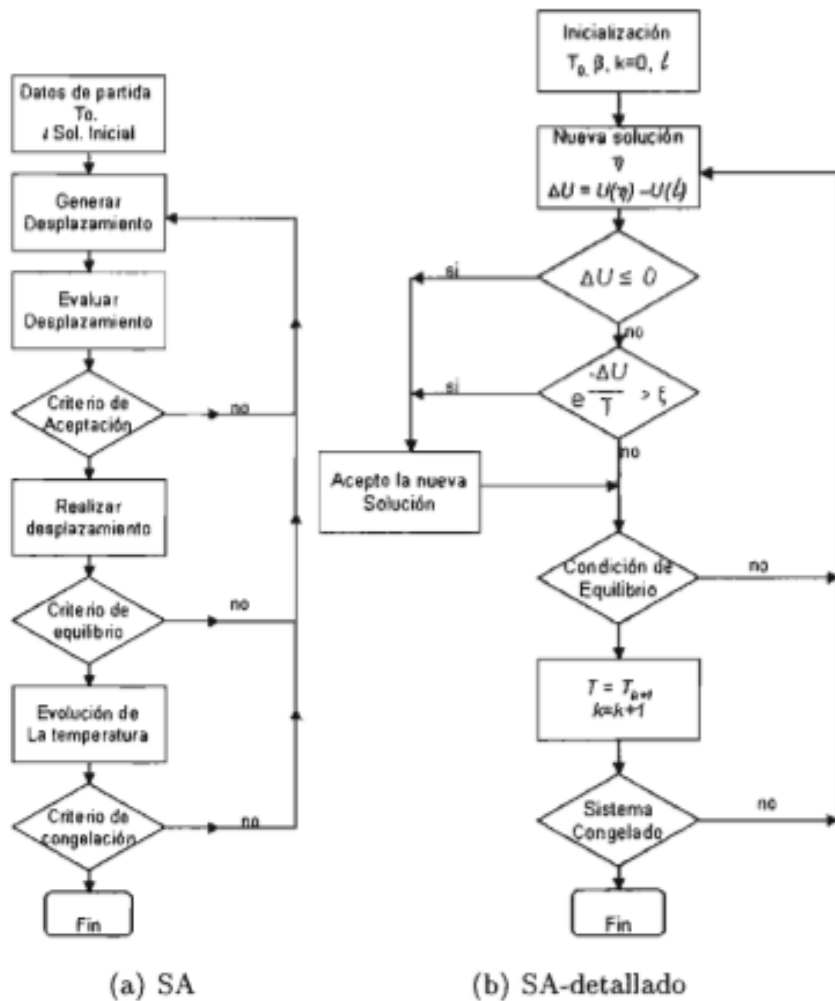 Datos de partida
To.
ℓ Sol. Inicial
Generar
Desplazamiento
Evaluar
Desplazamiento
Criterio de
Aceptación
no
Realizar
desplazamiento
Criterio de
equilibrio
no
Evolución de
La temperatura
Criterio de
congelación
no
Fin
(a) SA
Inicialización
T₀, β, k=0, ℓ
Nueva solución
η
ΔU = U(η) –U(ℓ)
ΔU ≤ 0
si
no
e^(-ΔU/T) > ξ
si
no
Acepto la nueva
Solución
Condición de
Equilibrio
no
T = Tₖ₊₁
k=k+1
Sistema
Congelado
no
Fin
(b) SA-detallado